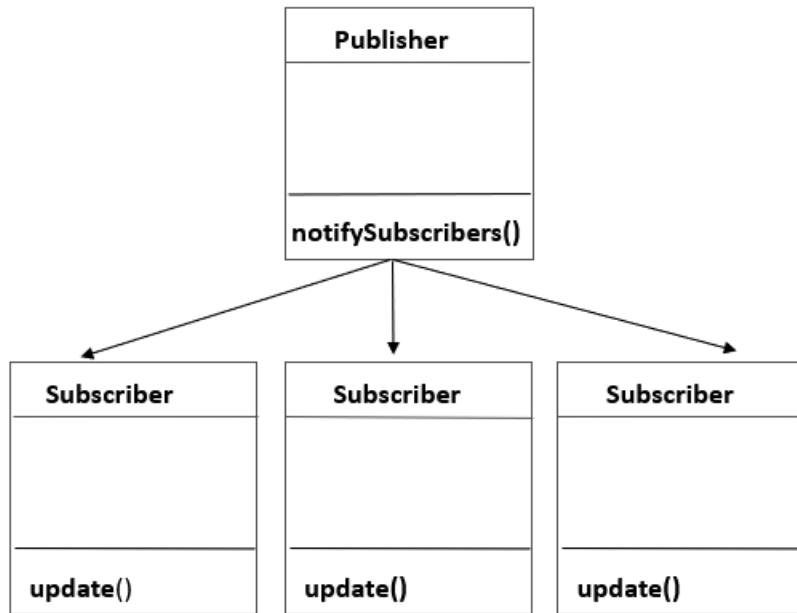 Publisher
notifySubscribers()
Subscriber
Subscriber
Subscriber
update()
update()
update()